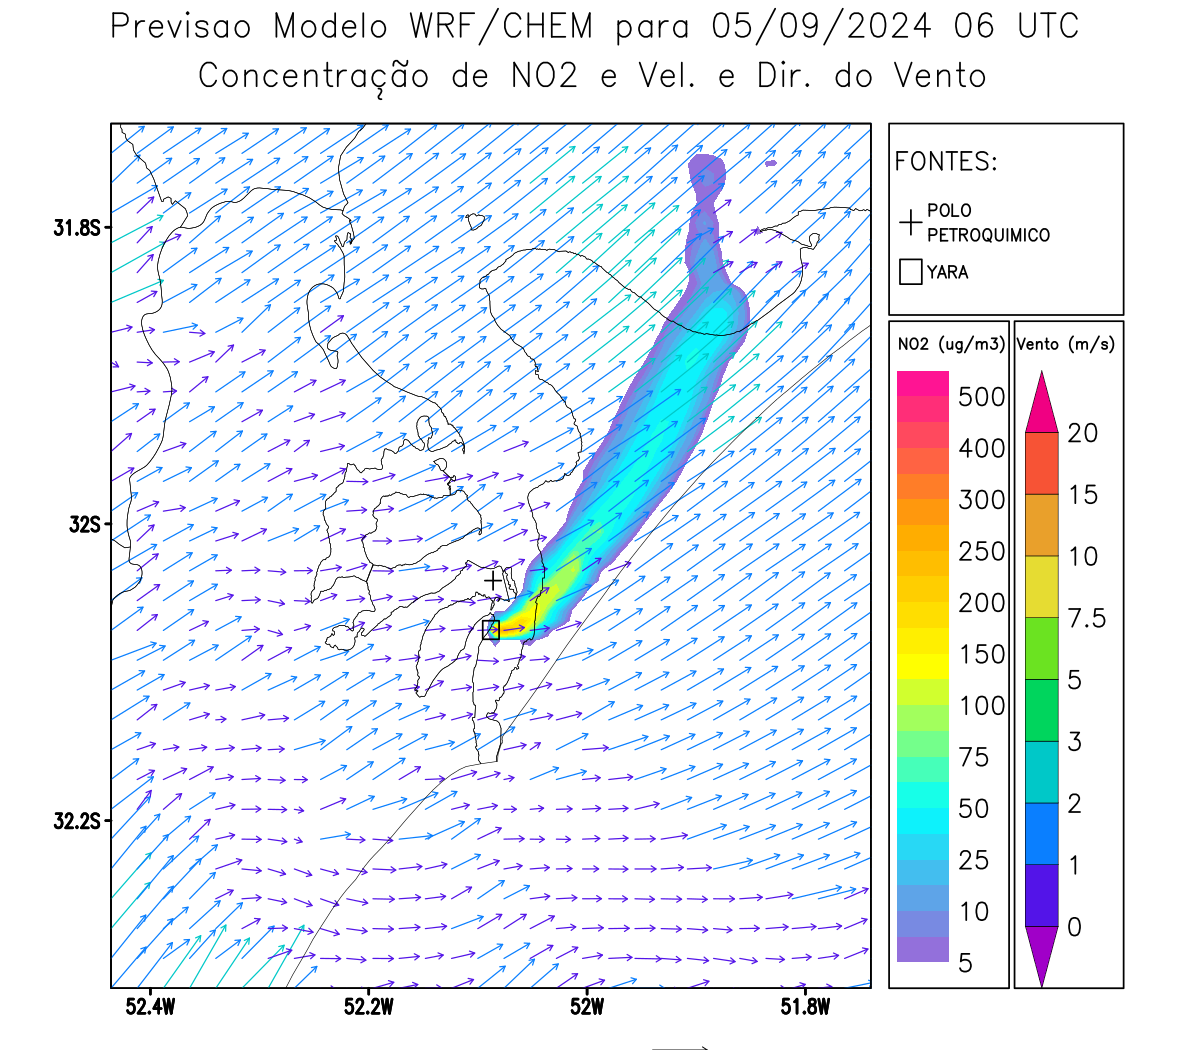 Previsao Modelo WRF/CHEM para 05/09/2024 06 UTC
Concentração de NO2 e Vel. e Dir. do Vento
FONTES:
POLO
PETROQUIMICO
YARA
NO2 (ug/m3)
500
400
300
250
200
150
100
75
50
25
10
5
Vento (m/s)
20
15
10
7.5
5
3
2
1
0
31.8S
32S
32.2S
52.4W
52.2W
52W
51.8W